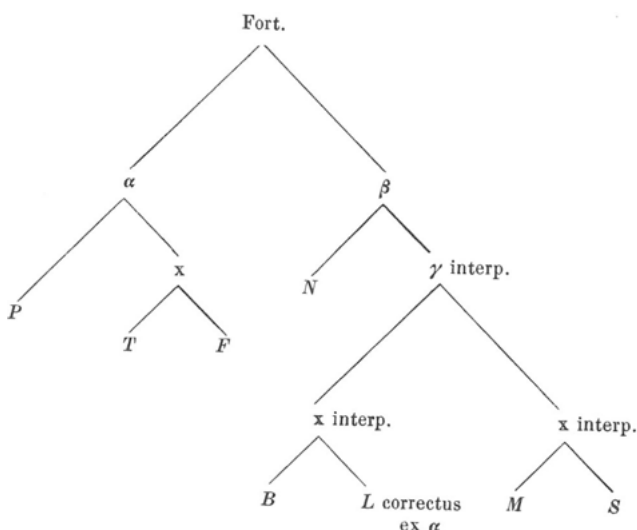 Fort.
α β
x N γ interp.
P
T F
x interp. x interp.
B L correctus M S
ex α